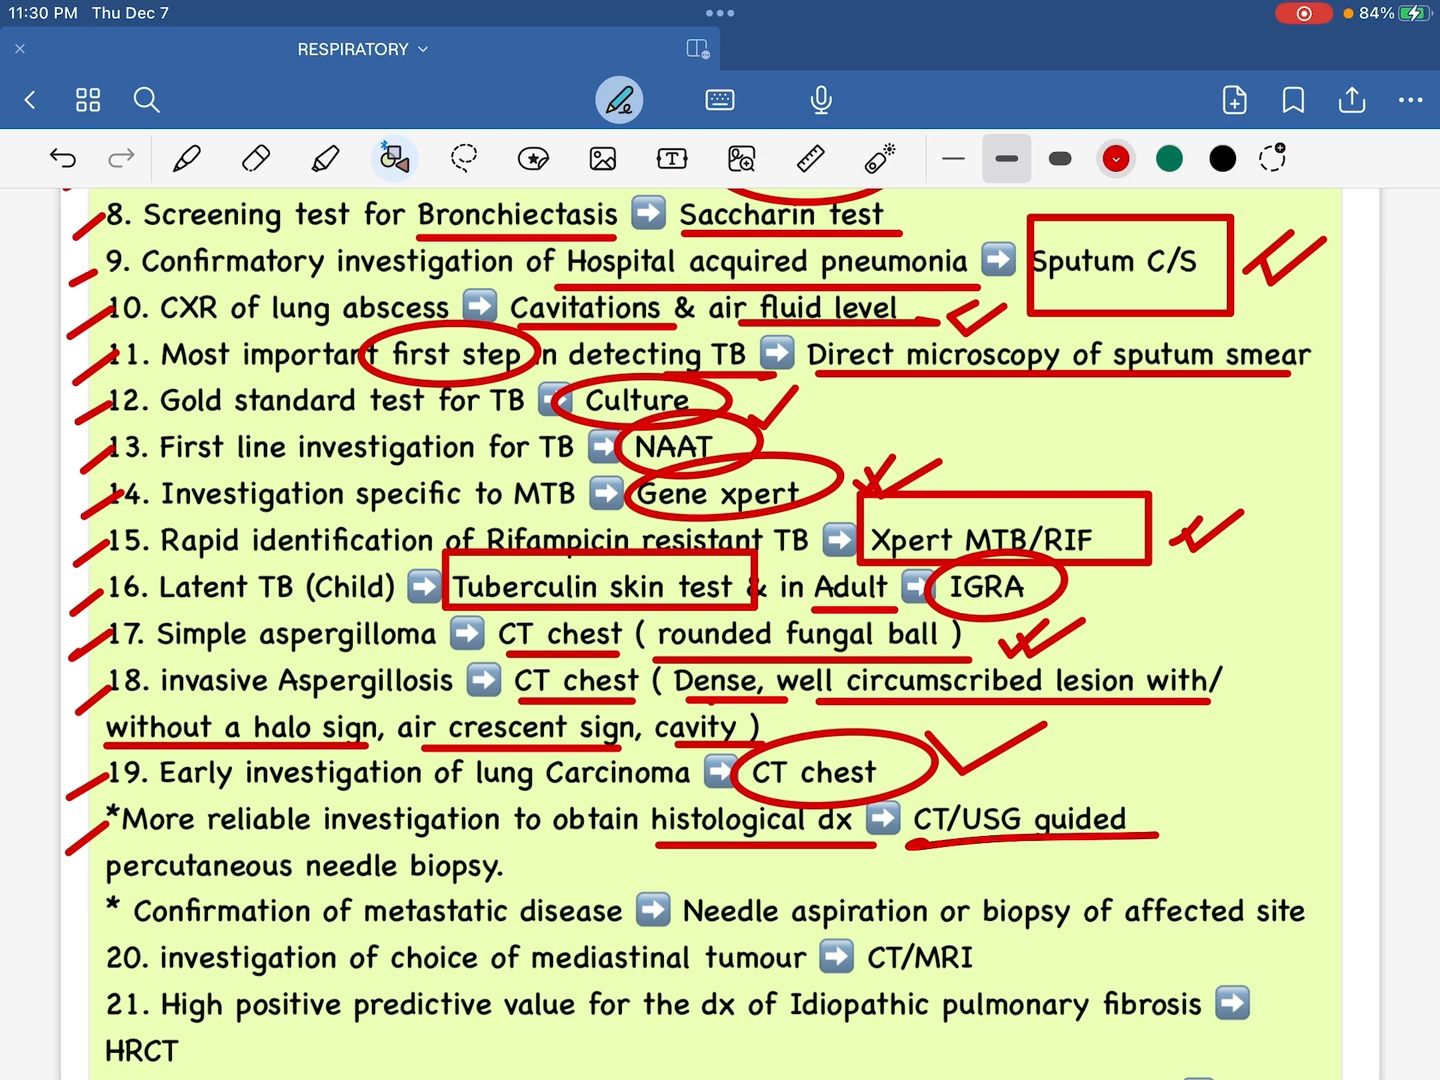 11:30 PM Thu Dec 7
84%
RESPIRATORY
8. Screening test for Bronchiectasis ➡ Saccharin test
9. Confirmatory investigation of Hospital acquired pneumonia ➡ Sputum C/S
10. CXR of lung abscess ➡ Cavitations & air fluid level
11. Most important first step in detecting TB ➡ Direct microscopy of sputum smear
12. Gold standard test for TB ➡ Culture
13. First line investigation for TB ➡ NAAT
14. Investigation specific to MTB ➡ Gene xpert
15. Rapid identification of Rifampicin resistant TB ➡ Xpert MTB/RIF
16. Latent TB (Child) ➡ Tuberculin skin test & in Adult ➡ IGRA
17. Simple aspergilloma ➡ CT chest ( rounded fungal ball )
18. invasive Aspergillosis ➡ CT chest ( Dense, well circumscribed lesion with/
without a halo sign, air crescent sign, cavity )
19. Early investigation of lung Carcinoma ➡ CT chest
*More reliable investigation to obtain histological dx ➡ CT/USG guided
percutaneous needle biopsy.
* Confirmation of metastatic disease ➡ Needle aspiration or biopsy of affected site
20. investigation of choice of mediastinal tumour ➡ CT/MRI
21. High positive predictive value for the dx of Idiopathic pulmonary fibrosis ➡
HRCT